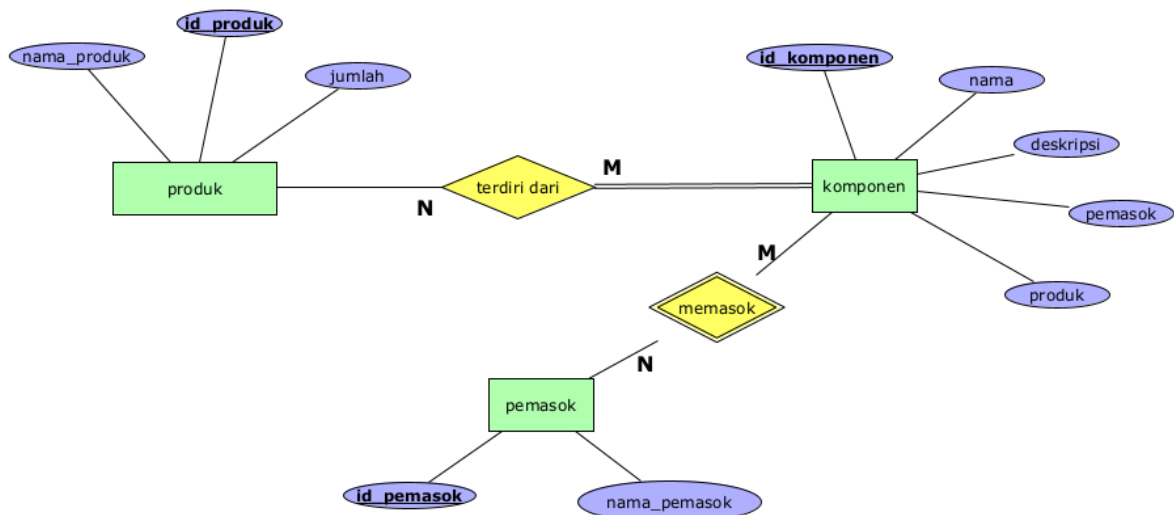 id_produk
nama_produk
jumlah
id_komponen
nama
deskripsi
pemasok
produk
produk
N
terdiri dari
M
komponen
M
memasok
N
pemasok
id_pemasok
nama_pemasok